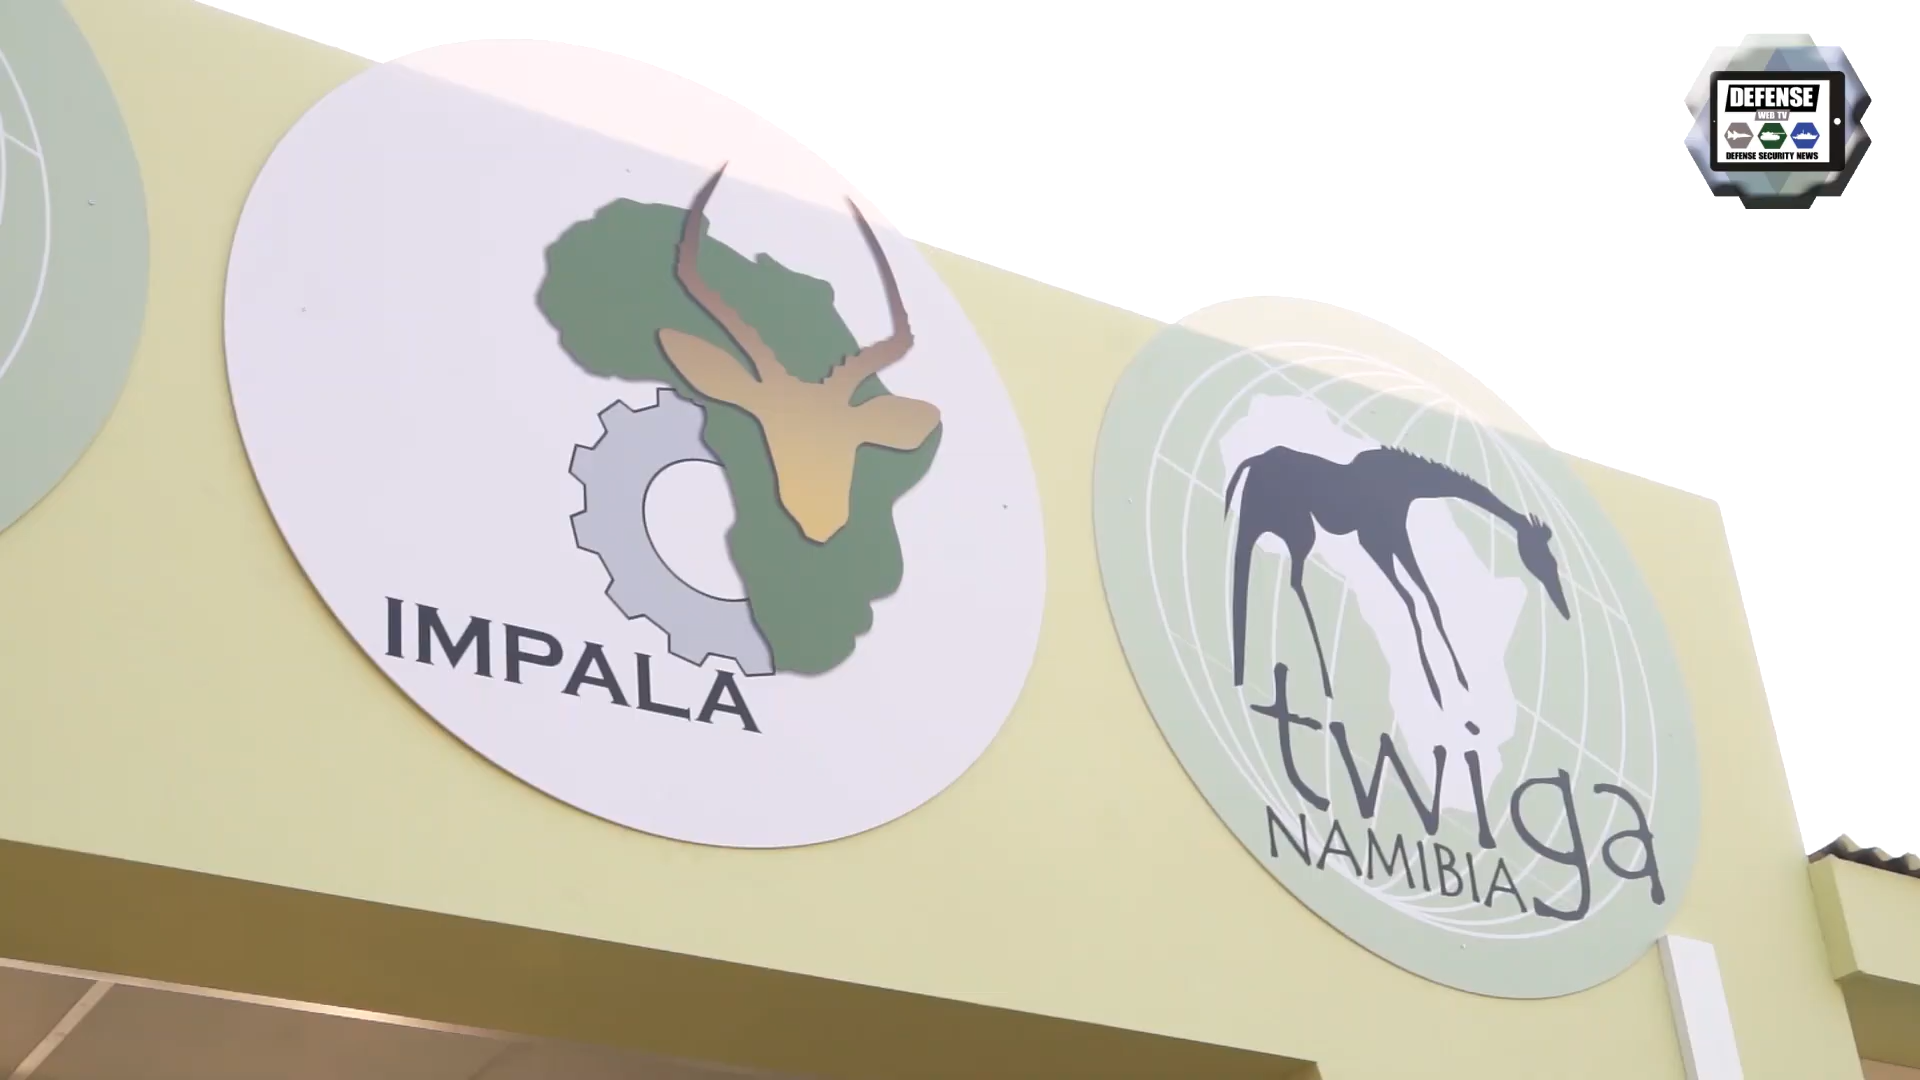 DEFENSE
WEB TV
DEFENSE SECURITY NEWS
IMPALA
twiga
NAMIBIA